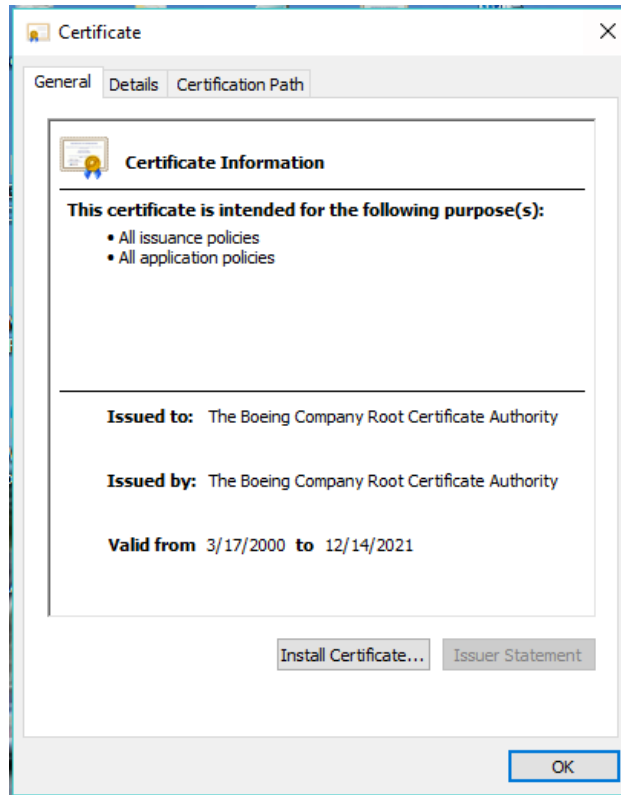 Certificate
General Details Certification Path
Certificate Information
This certificate is intended for the following purpose(s):
• All issuance policies
• All application policies
Issued to: The Boeing Company Root Certificate Authority
Issued by: The Boeing Company Root Certificate Authority
Valid from 3/17/2000 to 12/14/2021
Install Certificate... Issuer Statement
OK